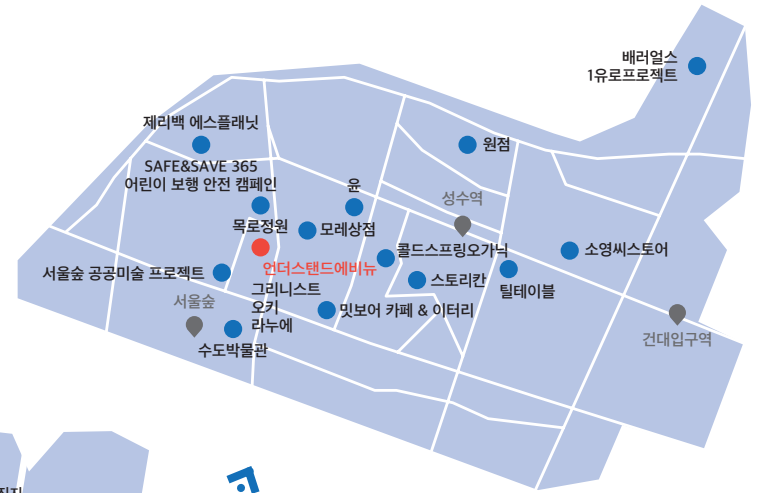 배러얼스
1유로프로젝트
제리백 에스플래닛
원점
SAFE&SAVE 365
어린이 보행 안전 캠페인
윤
성수역
목로정원
모레상점
콜드스프링오가닉
소영씨스토어
언더스탠드에비뉴
서울숲 공공미술 프로젝트
스토리칸
틸테이블
그리니스트
오키
라누에
서울숲
밋보어 카페 & 이터리
수도박물관
건대입구역